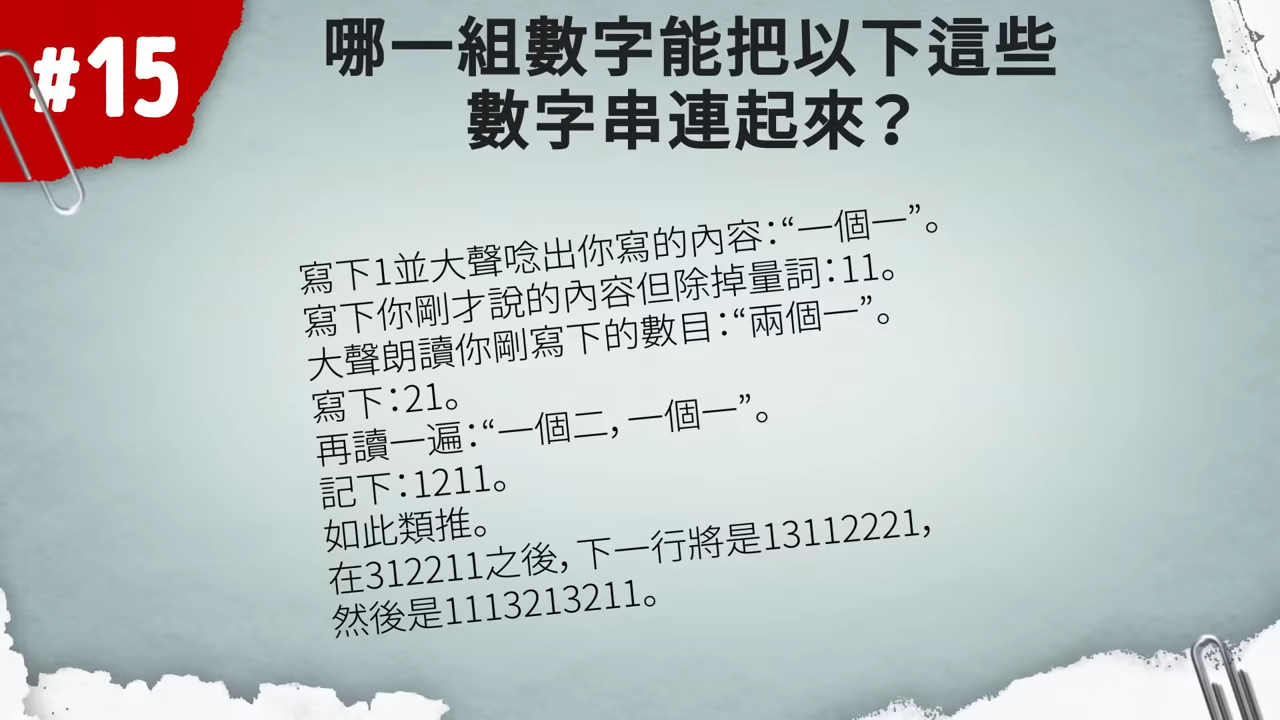 #15
哪一組數字能把以下這些
數字串連起來？
寫下1並大聲唸出你寫的內容：“一個一”。
寫下你剛才說的內容但除掉量詞：11。
大聲朗讀你剛寫下的數目：“兩個一”。
寫下：21。
再讀一遍：“一個二，一個一”。
記下：1211。
如此類推。
在312211之後，下一行將是13112221，
然後是1113213211。